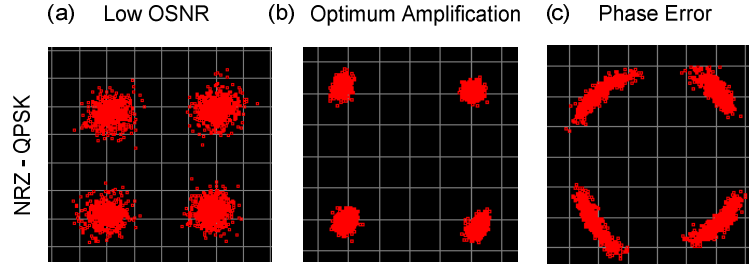 (a) Low OSNR
(b) Optimum Amplification
(c) Phase Error
NRZ - QPSK